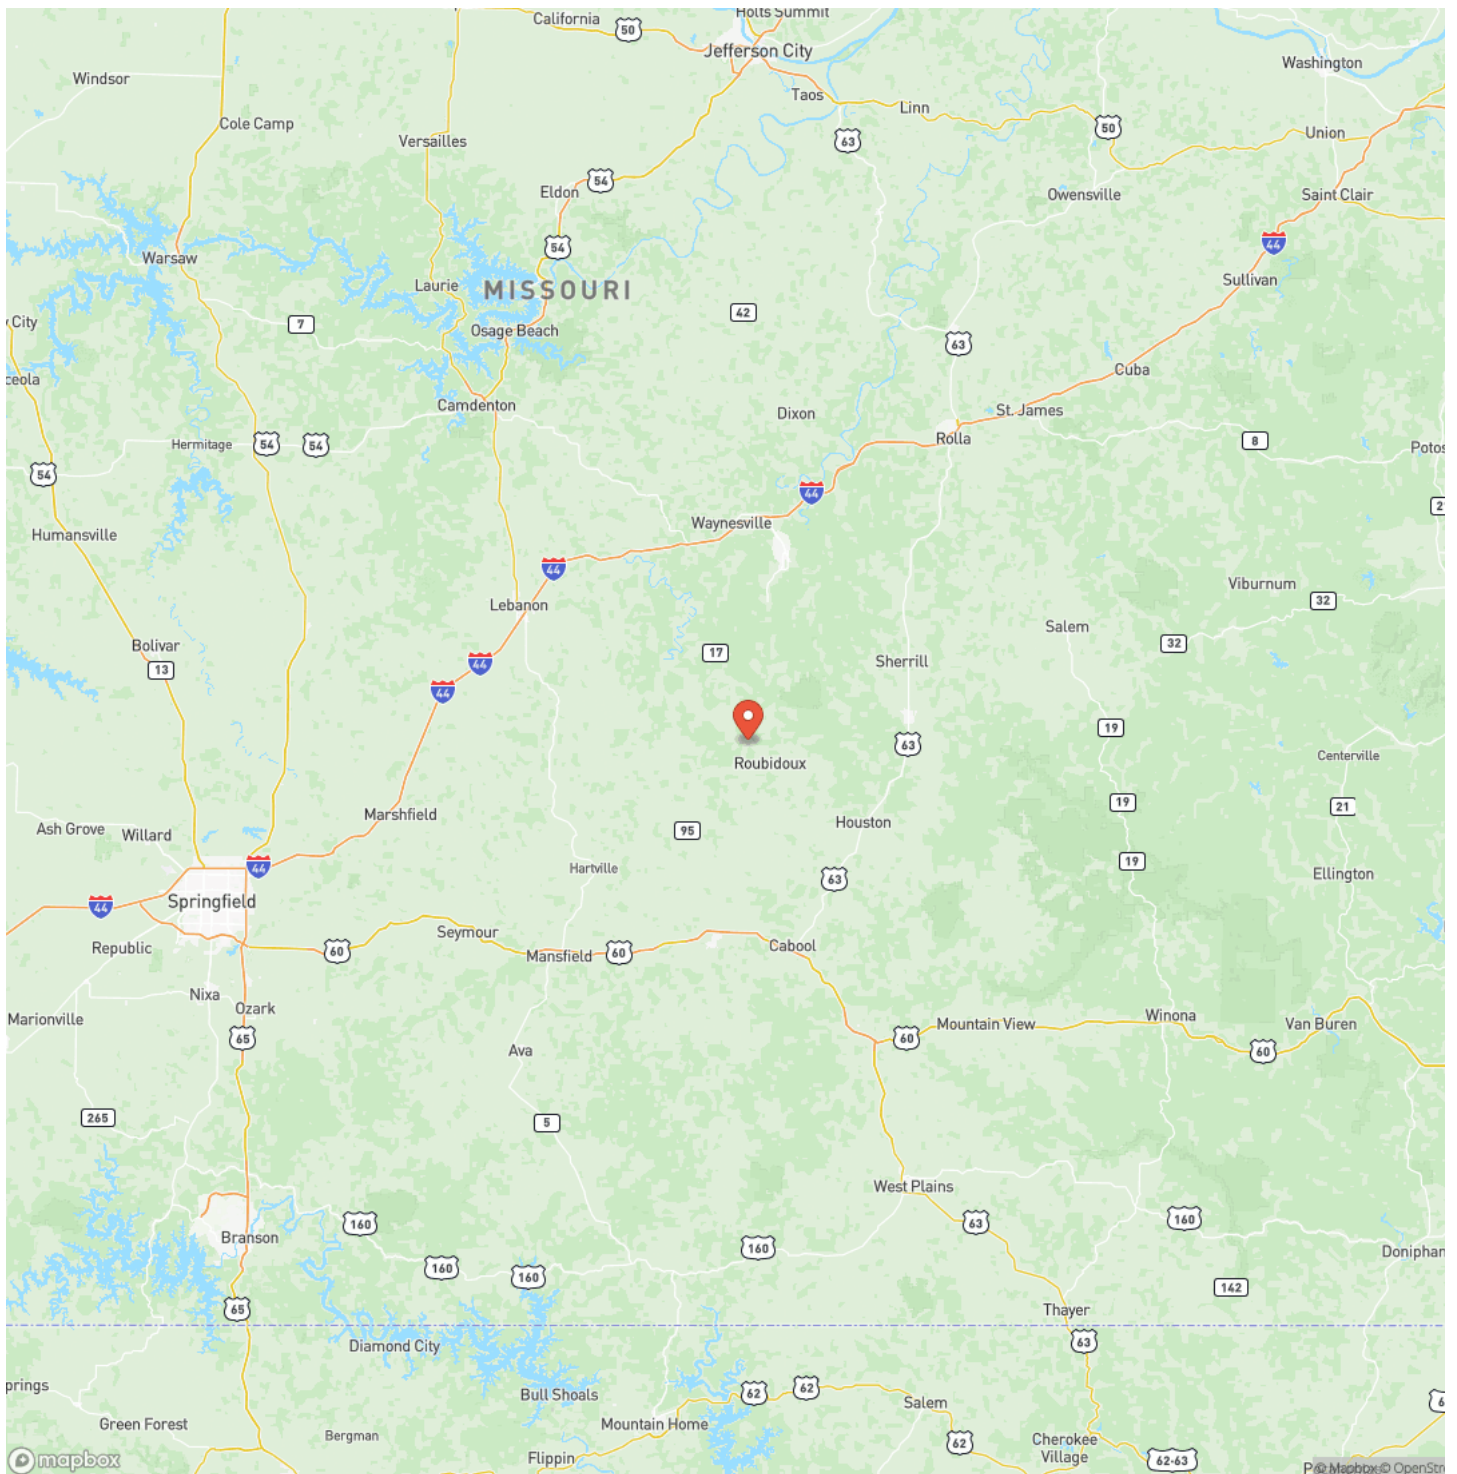 California
50
Holts Summit
Jefferson City
Washington
Windsor
Taos
Linn
Cole Camp
50
Union
Versailles
63
54
Eldon
Owensville
Saint Clair
54
44
Warsaw
Sullivan
Laurie
MISSOURI
42
City
7
Osage Beach
63
Cuba
ceola
Camdenton
Dixon
St. James
Rolla
8
Hermitage
54
54
Potos
54
44
Waynesville
Humansville
44
Viburnum
32
Lebanon
Salem
32
Bolivar
17
13
44
Sherrill
44
19
63
Centerville
Roubidoux
19
21
Marshfield
Houston
Ash Grove
Willard
95
19
44
Hartville
63
Ellington
Springfield
44
Seymour
Republic
60
60
Cabool
Mansfield
Nixa
Ozark
Marionville
Mountain View
Winona
Van Buren
65
60
60
Ava
265
5
West Plains
160
63
160
Branson
160
Doniphan
160
160
142
65
Thayer
Diamond City
63
prings
62
62
Bull Shoals
Salem
Green Forest
Mountain Home
Bergman
62
Cherokee
Village
Flippin
62-63
mapbox
© Mapbox © OpenStre